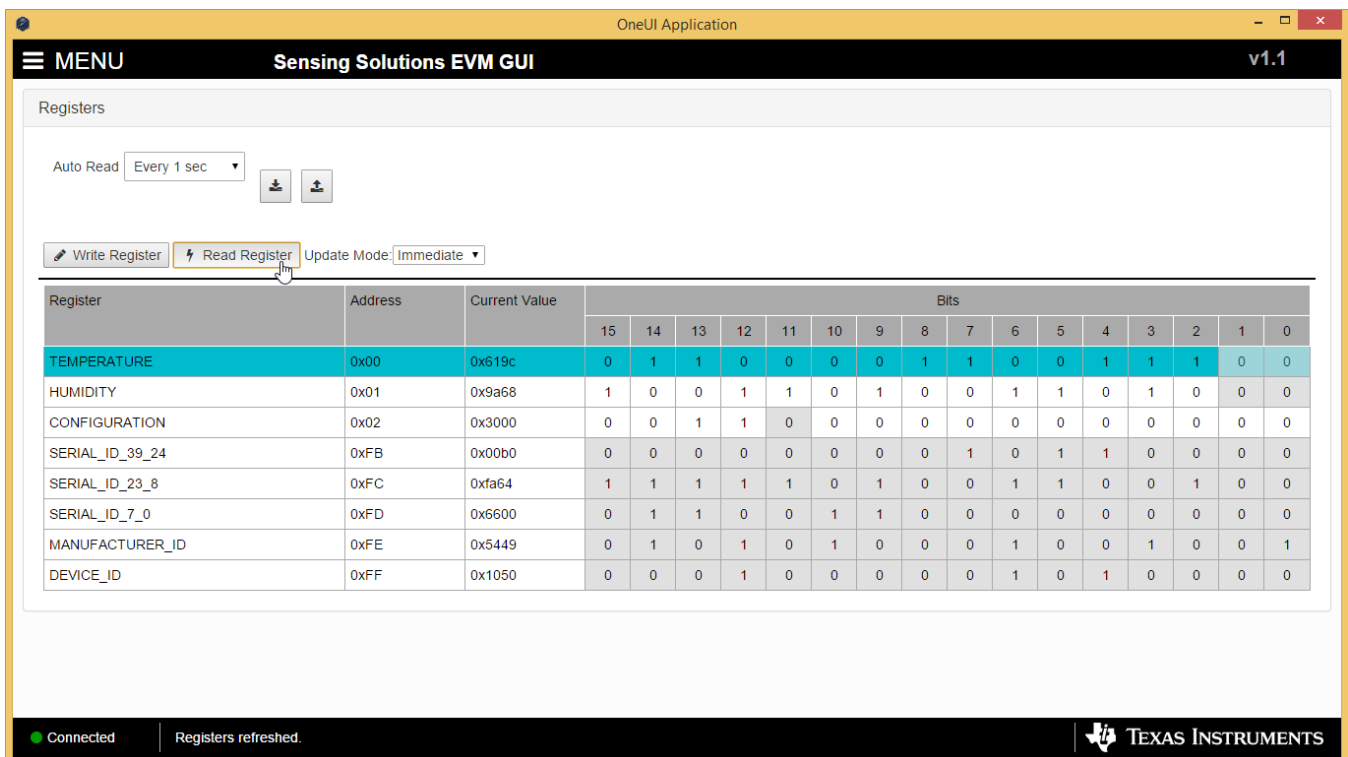 OneUI Application
MENU Sensing Solutions EVM GUI v1.1
Registers
Auto Read Every 1 sec
Write Register Read Register Update Mode: Immediate
Register Address Current Value Bits
15 14 13 12 11 10 9 8 7 6 5 4 3 2 1 0
TEMPERATURE 0x00 0x619c 0 1 1 0 0 0 0 1 1 0 0 1 1 1 0 0
HUMIDITY 0x01 0x9a68 1 0 0 1 1 0 1 0 0 1 1 0 1 0 0 0
CONFIGURATION 0x02 0x3000 0 0 1 1 0 0 0 0 0 0 0 0 0 0 0 0
SERIAL_ID_39_24 0xFB 0x00b0 0 0 0 0 0 0 0 0 1 0 1 1 0 0 0 0
SERIAL_ID_23_8 0xFC 0xfa64 1 1 1 1 1 0 1 0 0 1 1 0 0 1 0 0
SERIAL_ID_7_0 0xFD 0x6600 0 1 1 0 0 1 1 0 0 0 0 0 0 0 0 0
MANUFACTURER_ID 0xFE 0x5449 0 1 0 1 0 1 0 0 0 1 0 0 1 0 0 1
DEVICE_ID 0xFF 0x1050 0 0 0 1 0 0 0 0 0 1 0 1 0 0 0 0
Connected Registers refreshed. TEXAS INSTRUMENTS